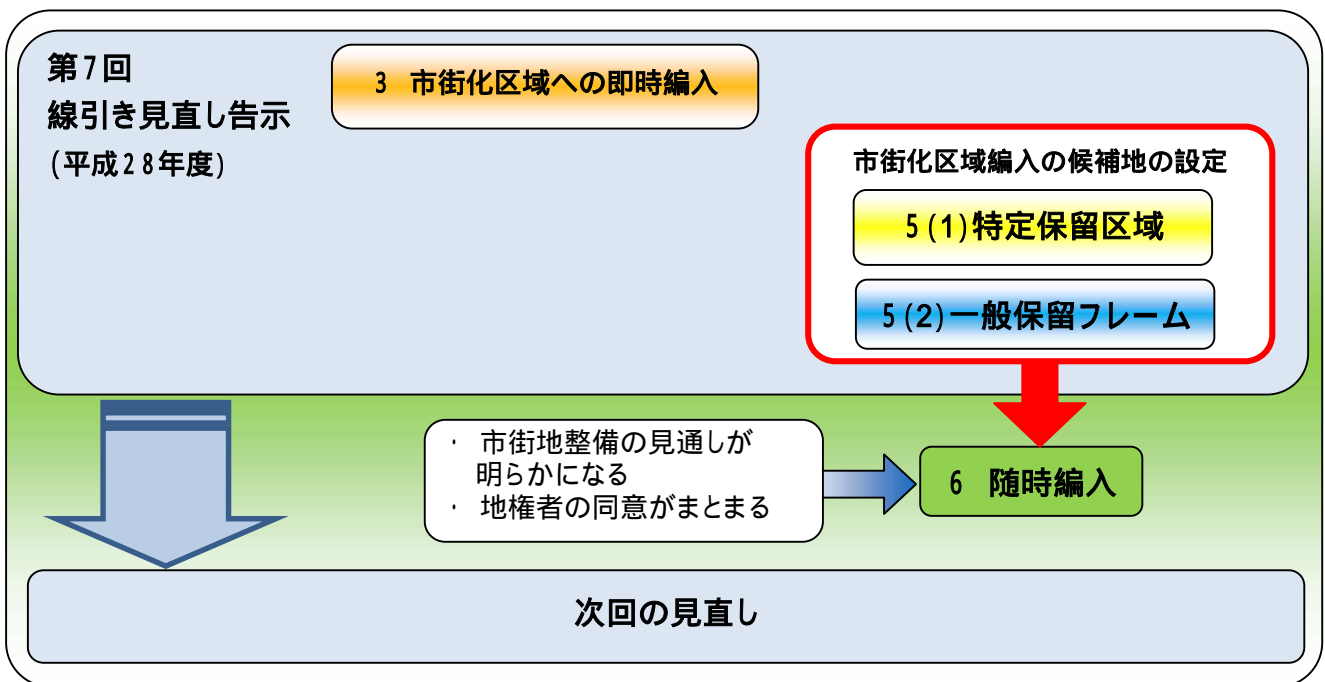 第7回
線引き見直し告示
(平成28年度)
3 市街化区域への即時編入
市街化区域編入の候補地の設定
5(1)特定保留区域
5(2)一般保留フレーム
・ 市街地整備の見通しが
明らかになる
・ 地権者の同意がまとまる
6 随時編入
次回の見直し